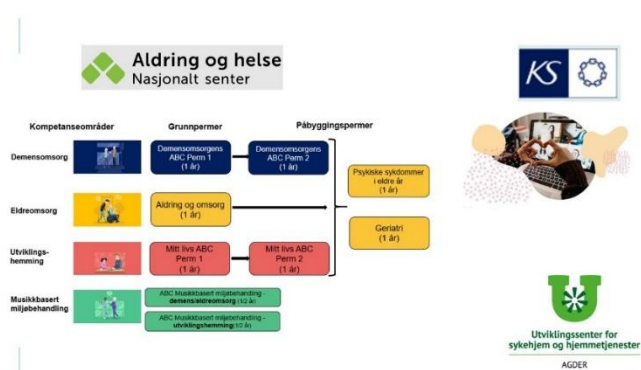 Aldring og helse
Nasjonalt senter
KS
Kompetanseområder
Grunnpermer
Påbyggingspermer
Demensomsorg
Demensomsorgens
ABC Perm 1
(1 år)
Demensomsorgens
ABC Perm 2
(1 år)
Psykiske sykdommer
i eldre år
(1 år)
Eldreomsorg
Aldring og omsorg
(1 år)
Geriatri
(1 år)
Utviklings-
hemming
Mitt livs ABC
Perm 1
(1 år)
Mitt livs ABC
Perm 2
(1 år)
Musikkbasert
miljøbehandling
ABC Musikkbasert miljøbehandling -
demens/eldreomsorg (1/2 år)
ABC Musikkbasert miljøbehandling -
utviklingshemming(1/2 år)
Utviklingssenter for
sykehjem og hjemmetjenester
AGDER